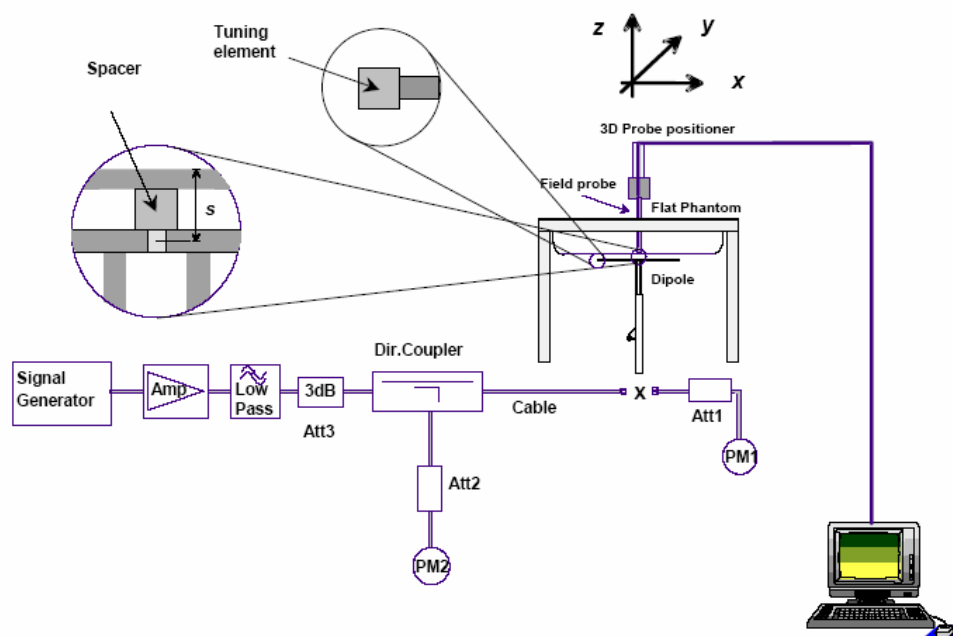 Tuning
element
Spacer
z
y
x
3D Probe positioner
Field probe
s
Flat Phantom
Dipole
Dir.Coupler
Signal
Generator
Amp
Low
Pass
3dB
Att3
Cable
X
Att1
PM1
Att2
PM2